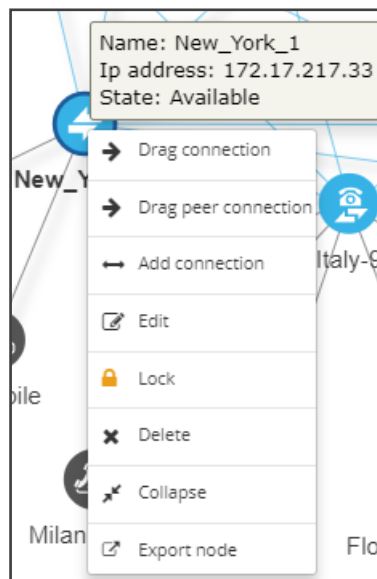 Name: New_York_1
Ip address: 172.17.217.33
State: Available
Drag connection
New_Y
Drag peer connection
Add connection
Italy-9
Edit
Lock
bile
Delete
Collapse
Milan
Export node
Flo